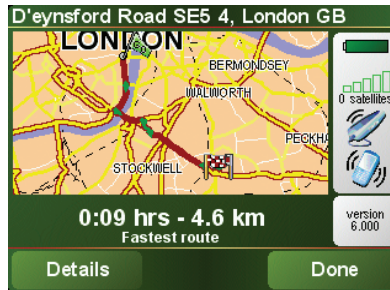 D'eynsford Road SE5 4, London GB
LONDON
GO
BERMONDSEY
WALWORTH
PECKHA
STOCKWELL
0 satellites
version
6.000
0:09 hrs - 4.6 km
Fastest route
Details
Done